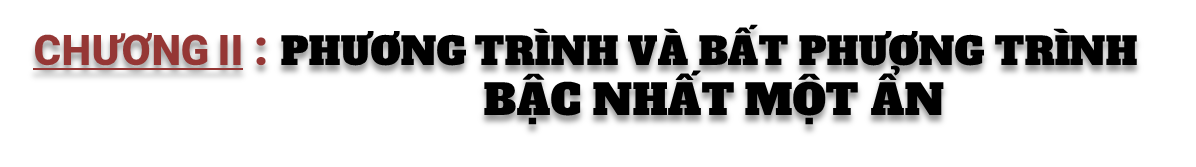 CHƯƠNG II : PHƯƠNG TRÌNH VÀ BẤT PHƯƠNG TRÌNH
BẬC NHẤT MỘT ẨN